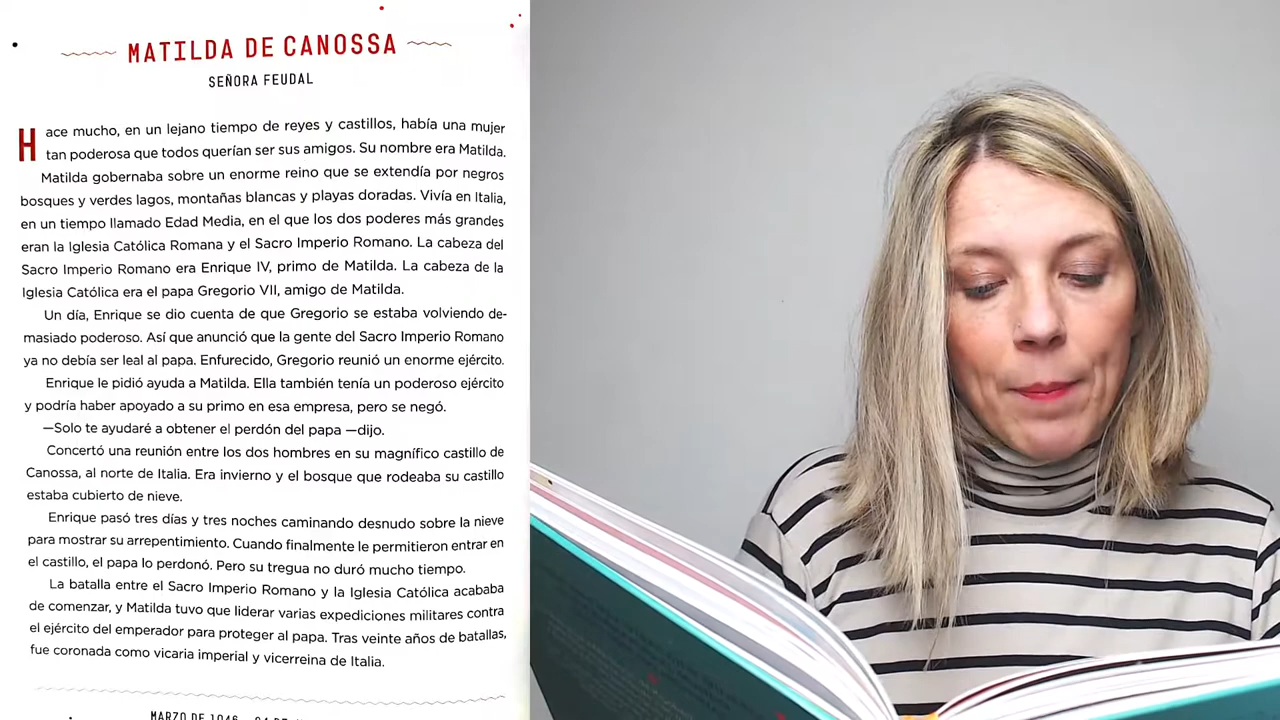 MATILDA DE CANOSSA
SEÑORA FEUDAL
Hace mucho, en un lejano tiempo de reyes y castillos, había una mujer
tan poderosa que todos querían ser sus amigos. Su nombre era Matilda.
Matilda gobernaba sobre un enorme reino que se extendía por negros
bosques y verdes lagos, montañas blancas y playas doradas. Vivía en Italia,
en un tiempo llamado Edad Media, en el que los dos poderes más grandes
eran la Iglesia Católica Romana y el Sacro Imperio Romano. La cabeza del
Sacro Imperio Romano era Enrique IV, primo de Matilda. La cabeza de la
Iglesia Católica era el papa Gregorio VII, amigo de Matilda.
Un día, Enrique se dio cuenta de que Gregorio se estaba volviendo de-
masiado poderoso. Así que anunció que la gente del Sacro Imperio Romano
ya no debía ser leal al papa. Enfurecido, Gregorio reunió un enorme ejército.
Enrique le pidió ayuda a Matilda. Ella también tenía un poderoso ejército
y podría haber apoyado a su primo en esa empresa, pero se negó.
—Solo te ayudaré a obtener el perdón del papa —dijo.
Concertó una reunión entre los dos hombres en su magnífico castillo de
Canossa, al norte de Italia. Era invierno y el bosque que rodeaba su castillo
estaba cubierto de nieve.
Enrique pasó tres días y tres noches caminando desnudo sobre la nieve
para mostrar su arrepentimiento. Cuando finalmente le permitieron entrar en
el castillo, el papa lo perdonó. Pero su tregua no duró mucho tiempo.
La batalla entre el Sacro Imperio Romano y la Iglesia Católica acababa
de comenzar, y Matilda tuvo que liderar varias expediciones militares contra
el ejército del emperador para proteger al papa. Tras veinte años de batallas,
fue coronada como vicaria imperial y vicerreina de Italia.
MARZO DE 1046